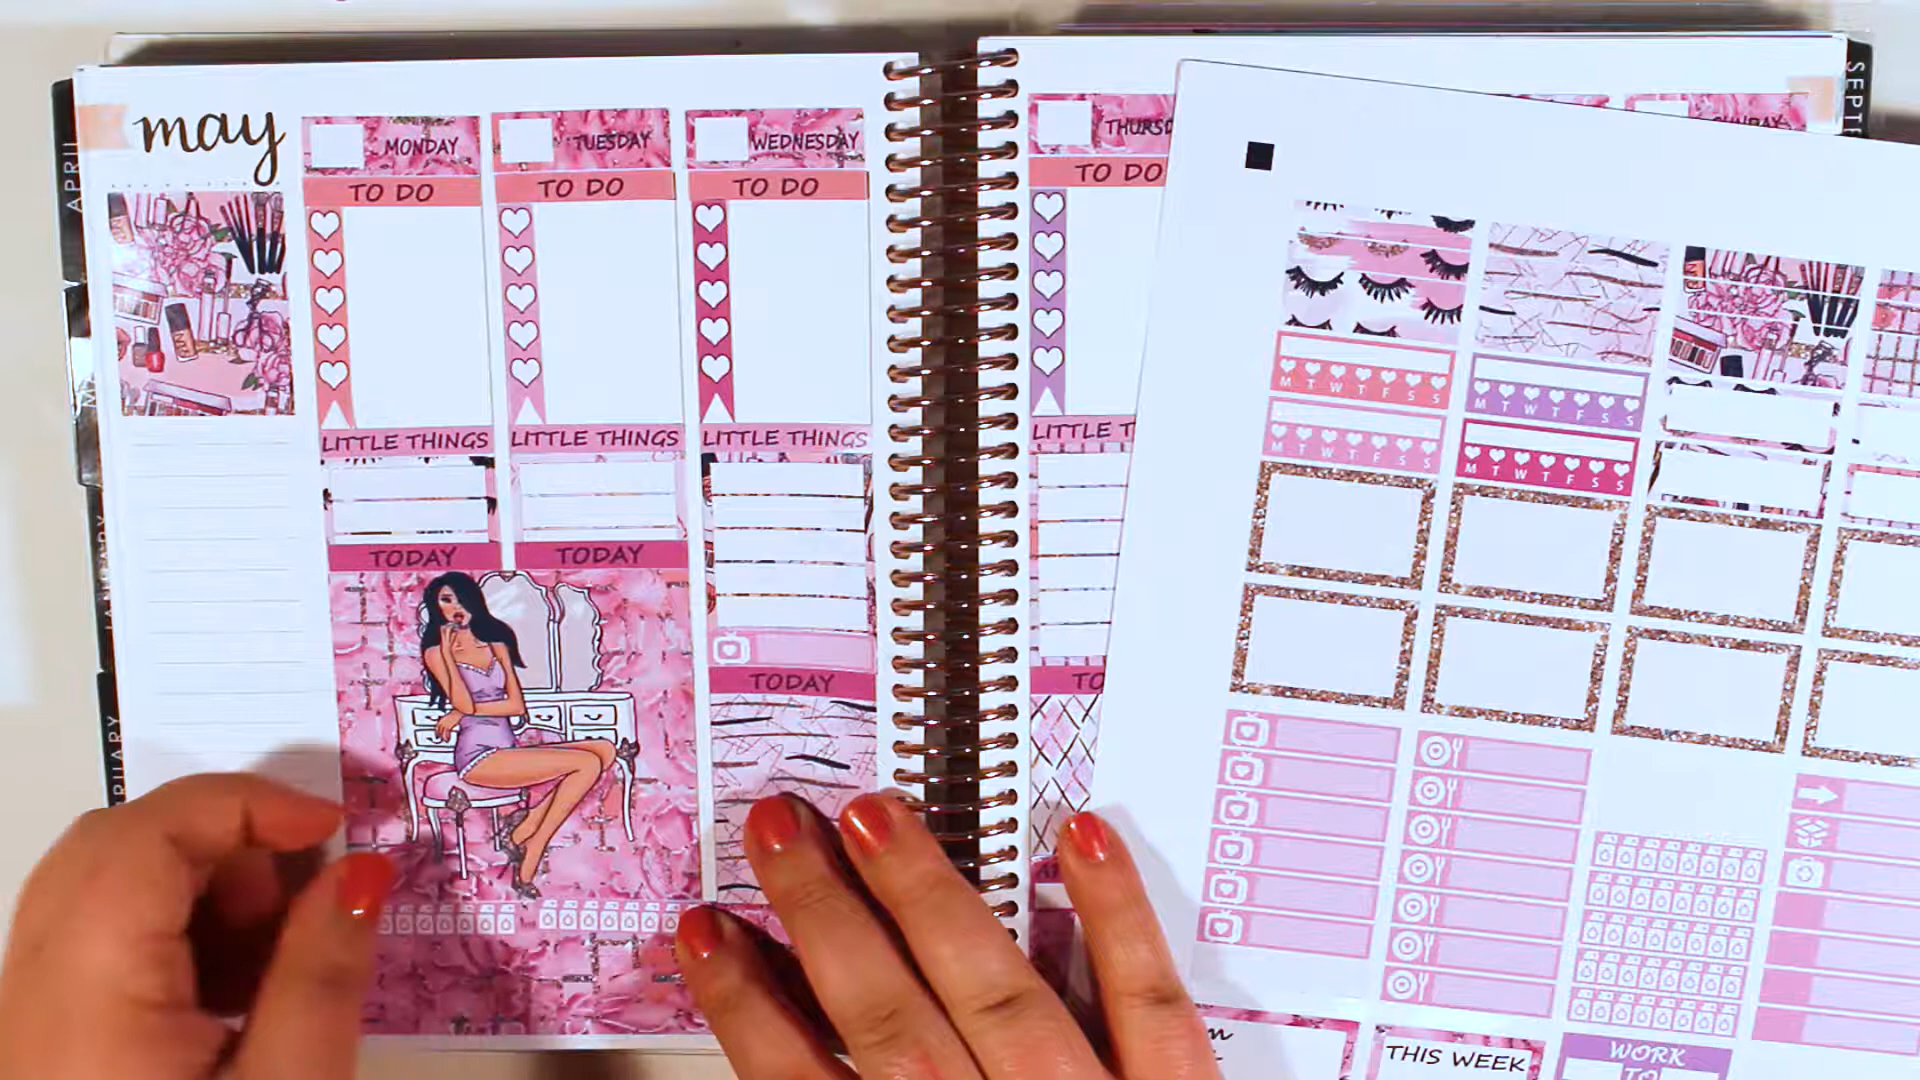 may
MONDAY
TUESDAY
WEDNESDAY
TO DO
TO DO
TO DO
TO DO
LITTLE THINGS
LITTLE THINGS
LITTLE THINGS
TODAY
TODAY
TODAY
APRIL
M T W T F S S
M T W T F S S
M T W T F S S
M T W T F S S
THIS WEEK
WORK
TO